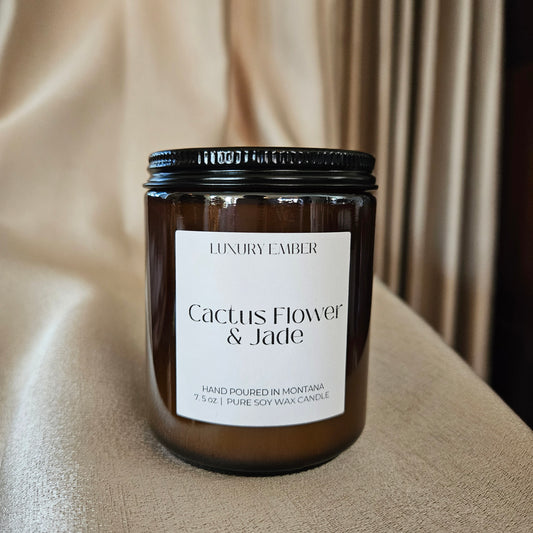 LUXURY EMBER
Cactus Flower
& Jade
HAND POURED IN MONTANA
7.5 oz. | PURE SOY WAX CANDLE